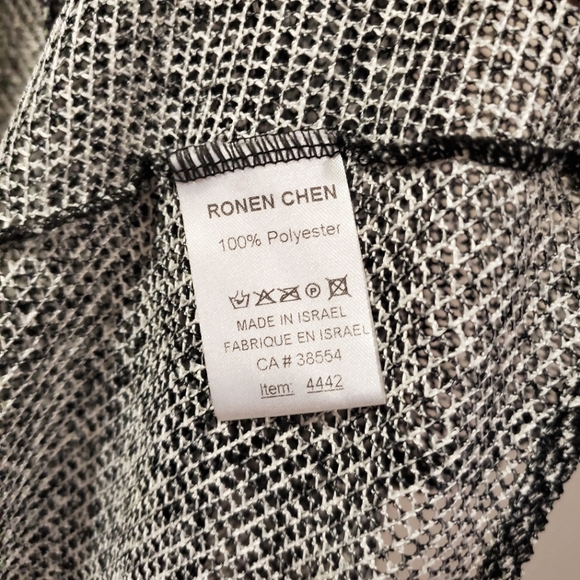 RONEN CHEN
100% Polyester
P
MADE IN ISRAEL
FABRIQUE EN ISRAEL
CA # 38554
Item: 4442